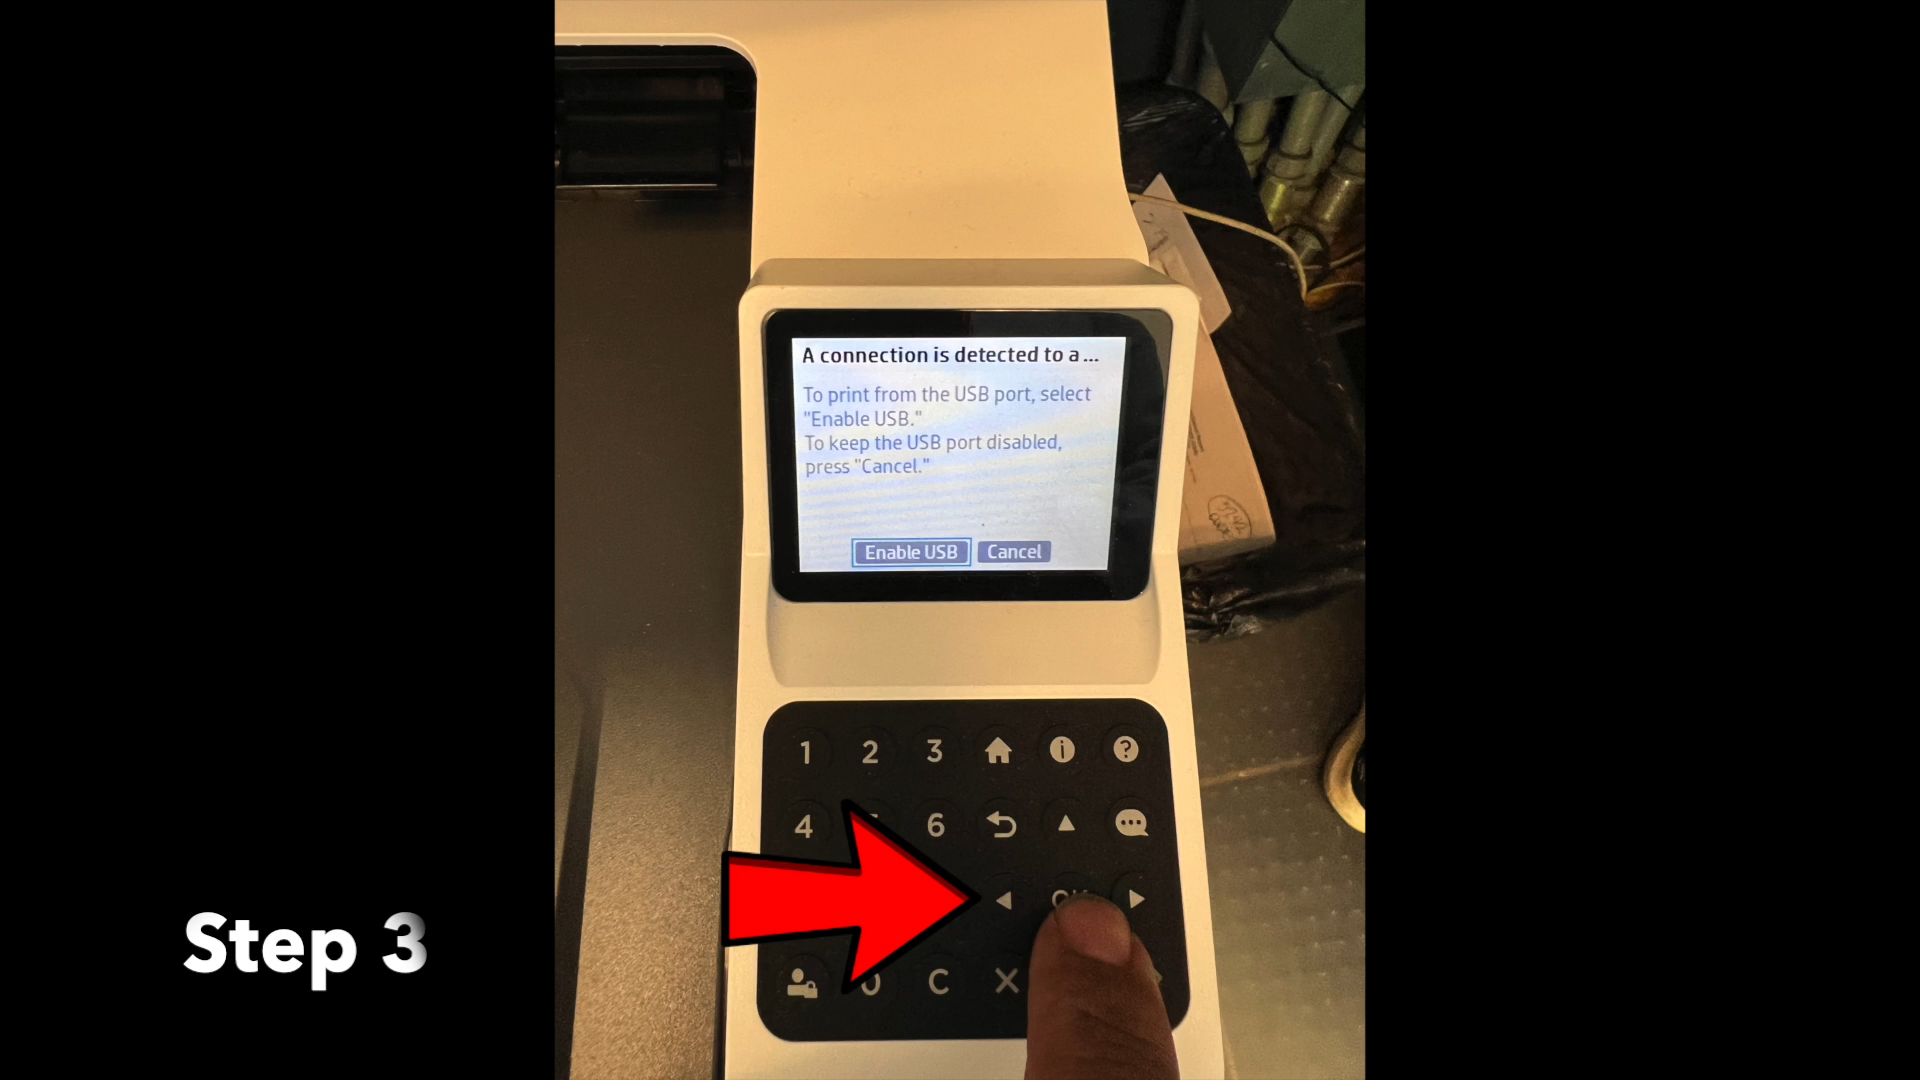 A connection is detected to a ...
To print from the USB port, select
"Enable USB."
To keep the USB port disabled,
press "Cancel."
Enable USB Cancel
1 2 3
4 6
0 C
Step 3